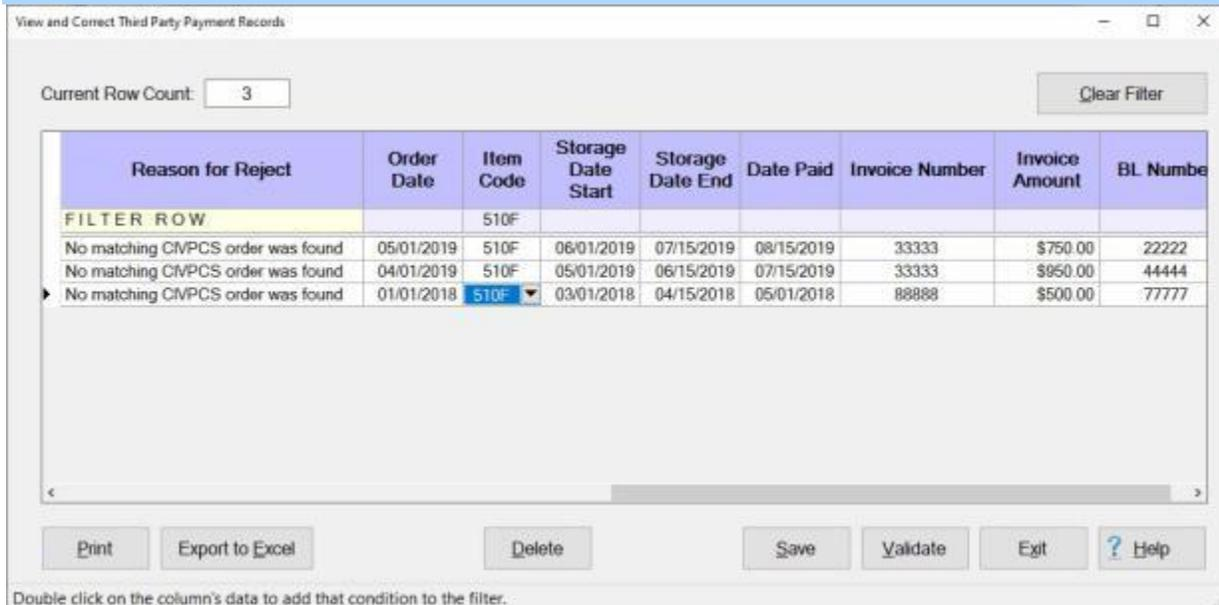 View and Correct Third Party Payment Records
Current Row Count: 3 Clear Filter
Reason for Reject Order Date Item Code Storage Date Start Storage Date End Date Paid Invoice Number Invoice Amount BL Numbe
FILTER ROW 510F
No matching CIVPCS order was found 05/01/2019 510F 06/01/2019 07/15/2019 08/15/2019 33333 $750.00 22222
No matching CIVPCS order was found 04/01/2019 510F 05/01/2019 06/15/2019 07/15/2019 33333 $950.00 44444
No matching CIVPCS order was found 01/01/2018 510F 03/01/2018 04/15/2018 05/01/2018 88888 $500.00 77777
Print Export to Excel Delete Save Validate Exit ? Help
Double click on the column's data to add that condition to the filter.